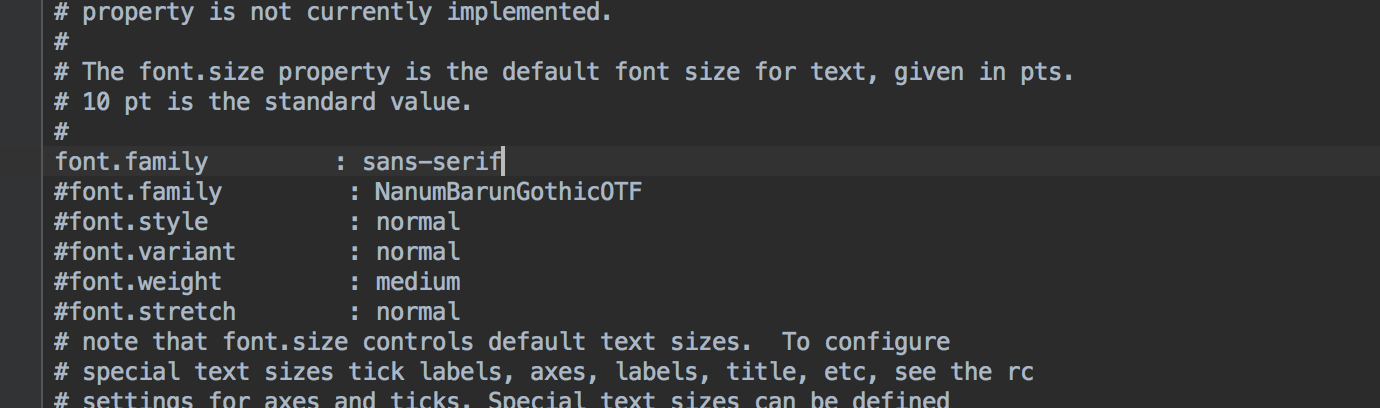 # property is not currently implemented.
#
# The font.size property is the default font size for text, given in pts.
# 10 pt is the standard value.
#
font.family         : sans-serif
#font.family         : NanumBarunGothicOTF
#font.style          : normal
#font.variant        : normal
#font.weight         : medium
#font.stretch        : normal
# note that font.size controls default text sizes.  To configure
# special text sizes tick labels, axes, labels, title, etc, see the rc
# settings for axes and ticks. Special text sizes can be defined